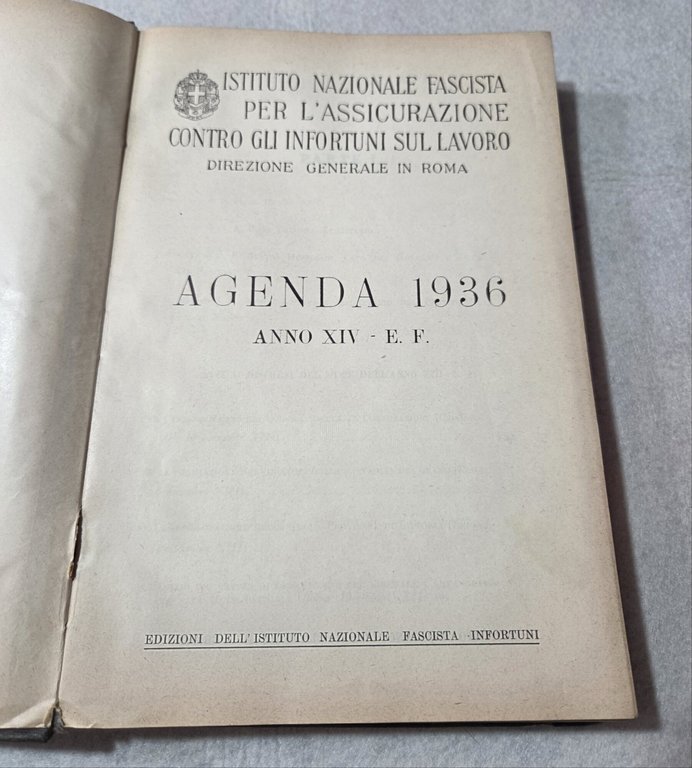 ISTITUTO NAZIONALE FASCISTA
PER L'ASSICURAZIONE
CONTRO GLI INFORTUNI SUL LAVORO
DIREZIONE GENERALE IN ROMA
AGENDA 1936
ANNO XIV - E. F.
EDIZIONI DELL'ISTITUTO NAZIONALE FASCISTA INFORTUNI